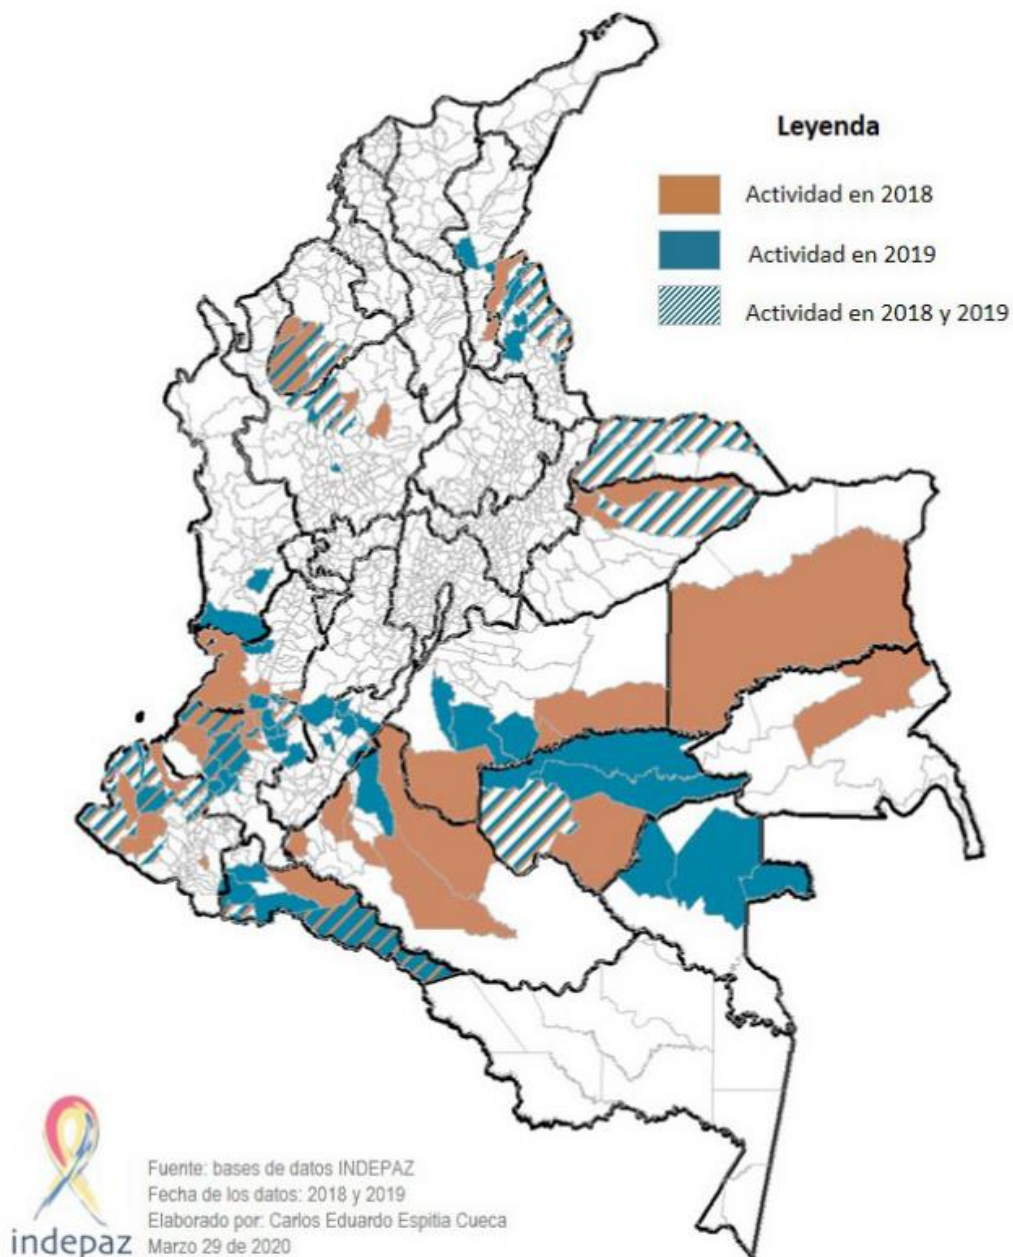 Leyenda
Actividad en 2018
Actividad en 2019
Actividad en 2018 y 2019
Fuente: bases de datos INDEPAZ
Fecha de los datos: 2018 y 2019
Elaborado por: Carlos Eduardo Espitia Cueca
indepaz Marzo 29 de 2020